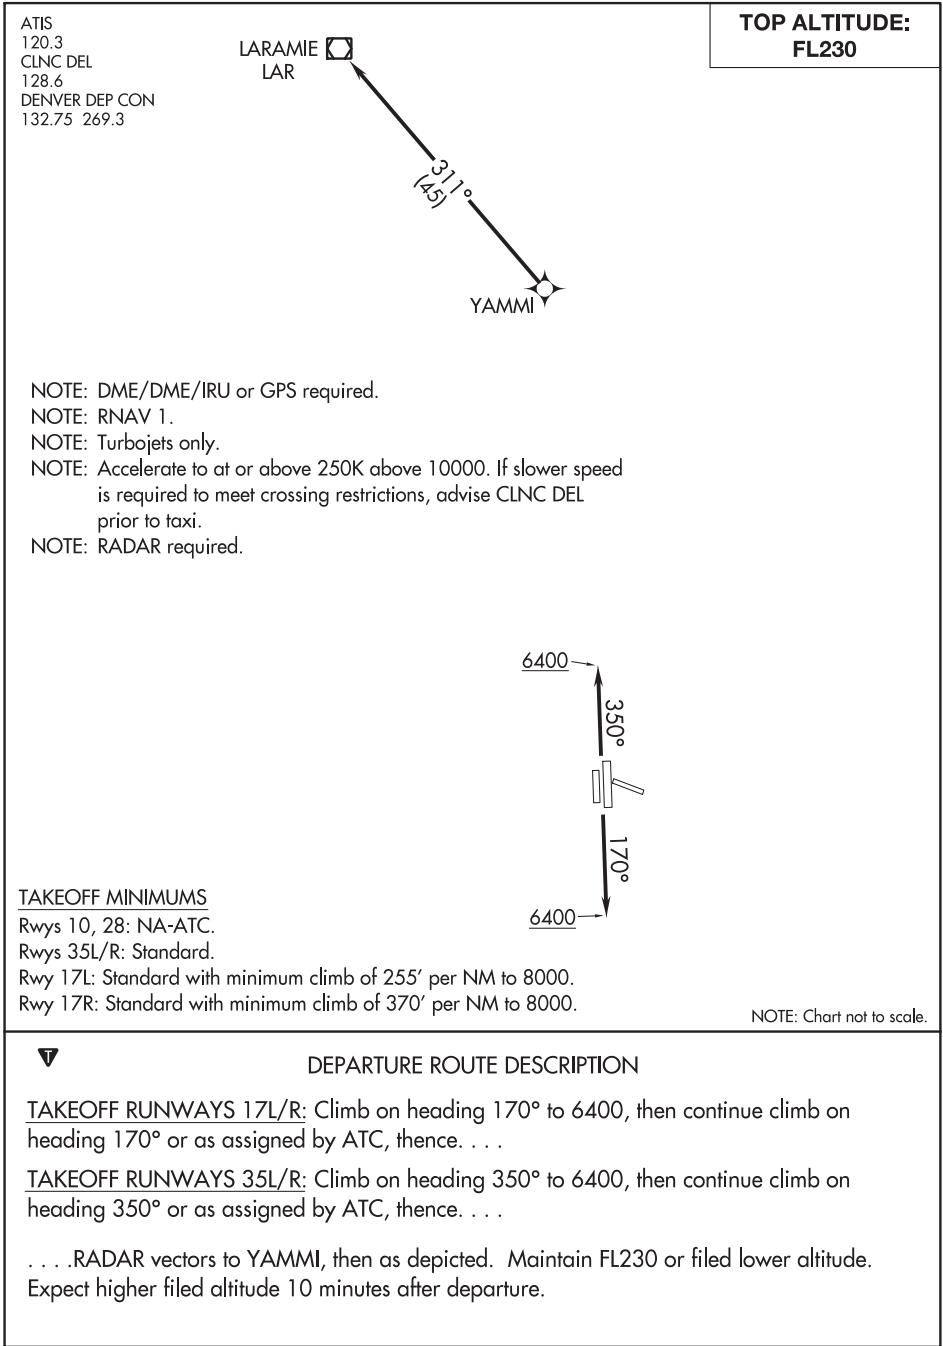 ATIS
120.3
CLNC DEL
128.6
DENVER DEP CON
132.75 269.3
LARAMIE
LAR
TOP ALTITUDE:
FL230
311°
(45)
YAMMI
NOTE: DME/DME/IRU or GPS required.
NOTE: RNAV 1.
NOTE: Turbojets only.
NOTE: Accelerate to at or above 250K above 10000. If slower speed
is required to meet crossing restrictions, advise CLNC DEL
prior to taxi.
NOTE: RADAR required.
6400
350°
170°
6400
TAKEOFF MINIMUMS
Rwys 10, 28: NA-ATC.
Rwys 35L/R: Standard.
Rwy 17L: Standard with minimum climb of 255' per NM to 8000.
Rwy 17R: Standard with minimum climb of 370' per NM to 8000.
NOTE: Chart not to scale.
T
DEPARTURE ROUTE DESCRIPTION
TAKEOFF RUNWAYS 17L/R: Climb on heading 170° to 6400, then continue climb on
heading 170° or as assigned by ATC, thence. . . .
TAKEOFF RUNWAYS 35L/R: Climb on heading 350° to 6400, then continue climb on
heading 350° or as assigned by ATC, thence. . . .
. . . .RADAR vectors to YAMMI, then as depicted. Maintain FL230 or filed lower altitude.
Expect higher filed altitude 10 minutes after departure.